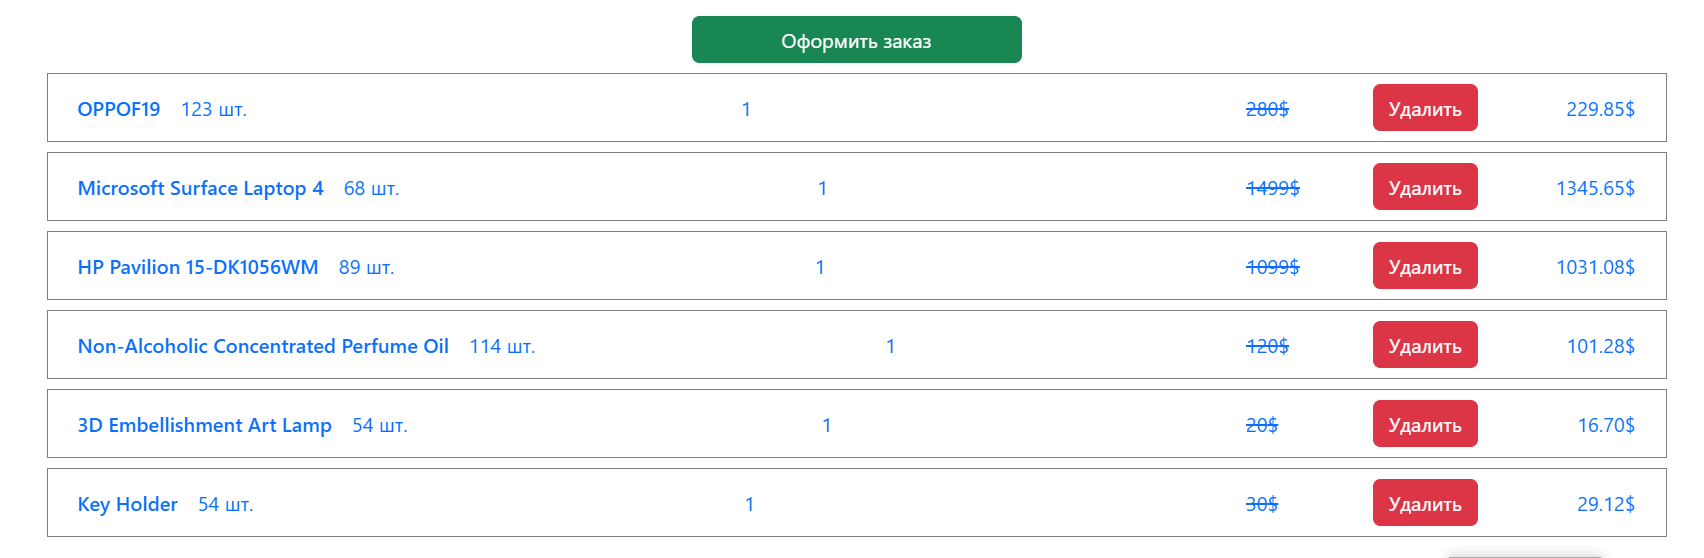 Оформить заказ
OPPOF19 123 шт. 1 280$ Удалить 229.85$
Microsoft Surface Laptop 4 68 шт. 1 1499$ Удалить 1345.65$
HP Pavilion 15-DK1056WM 89 шт. 1 1099$ Удалить 1031.08$
Non-Alcoholic Concentrated Perfume Oil 114 шт. 1 120$ Удалить 101.28$
3D Embellishment Art Lamp 54 шт. 1 20$ Удалить 16.70$
Key Holder 54 шт. 1 30$ Удалить 29.12$